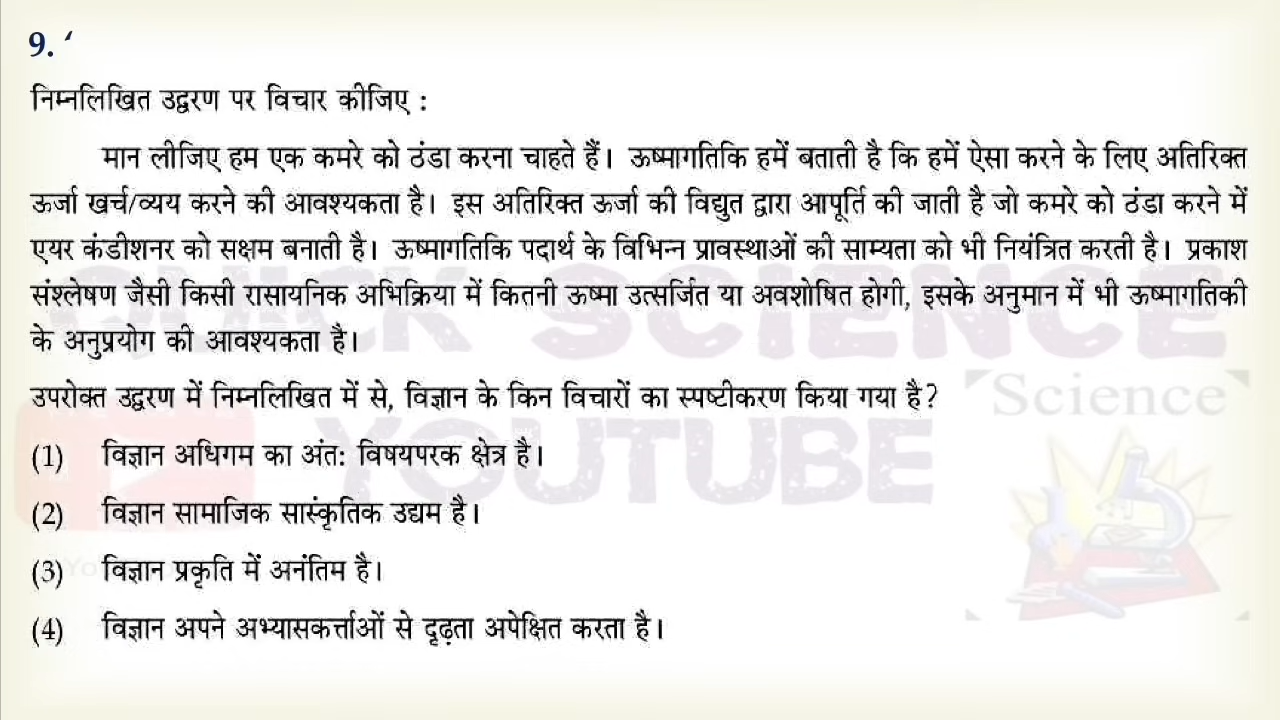 9. ‘
निम्नलिखित उद्धरण पर विचार कीजिए :
मान लीजिए हम एक कमरे को ठंडा करना चाहते हैं। ऊष्मागतिकि हमें बताती है कि हमें ऐसा करने के लिए अतिरिक्त
ऊर्जा खर्च/व्यय करने की आवश्यकता है। इस अतिरिक्त ऊर्जा की विद्युत द्वारा आपूर्ति की जाती है जो कमरे को ठंडा करने में
एयर कंडीशनर को सक्षम बनाती है। ऊष्मागतिकि पदार्थ के विभिन्न प्रावस्थाओं की साम्यता को भी नियंत्रित करती है। प्रकाश
संश्लेषण जैसी किसी रासायनिक अभिक्रिया में कितनी ऊष्मा उत्सर्जित या अवशोषित होगी, इसके अनुमान में भी ऊष्मागतिकी
के अनुप्रयोग की आवश्यकता है।
QUICK SCIENCE
उपरोक्त उद्धरण में निम्नलिखित में से, विज्ञान के किन विचारों का स्पष्टीकरण किया गया है?
Science
(1) विज्ञान अधिगम का अंत: विषयपरक क्षेत्र है।
YOUTUBE
(2) विज्ञान सामाजिक सास्ंकृतिक उद्यम है।
(3) विज्ञान प्रकृति में अनंतिम है।
(4) विज्ञान अपने अभ्यासकर्त्ताओं से दृढ़ता अपेक्षित करता है।